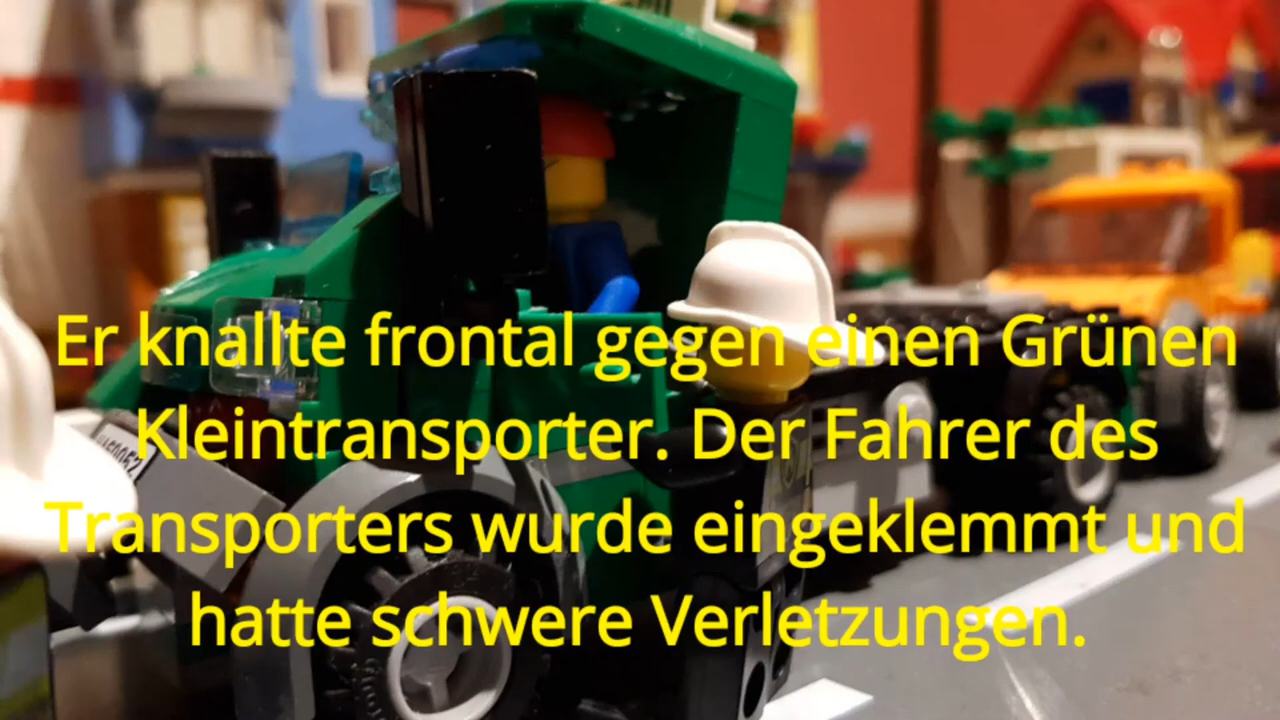 Er knallte frontal gegen einen Grünen
Kleintransporter. Der Fahrer des
Transporters wurde eingeklemmt und
hatte schwere Verletzungen.